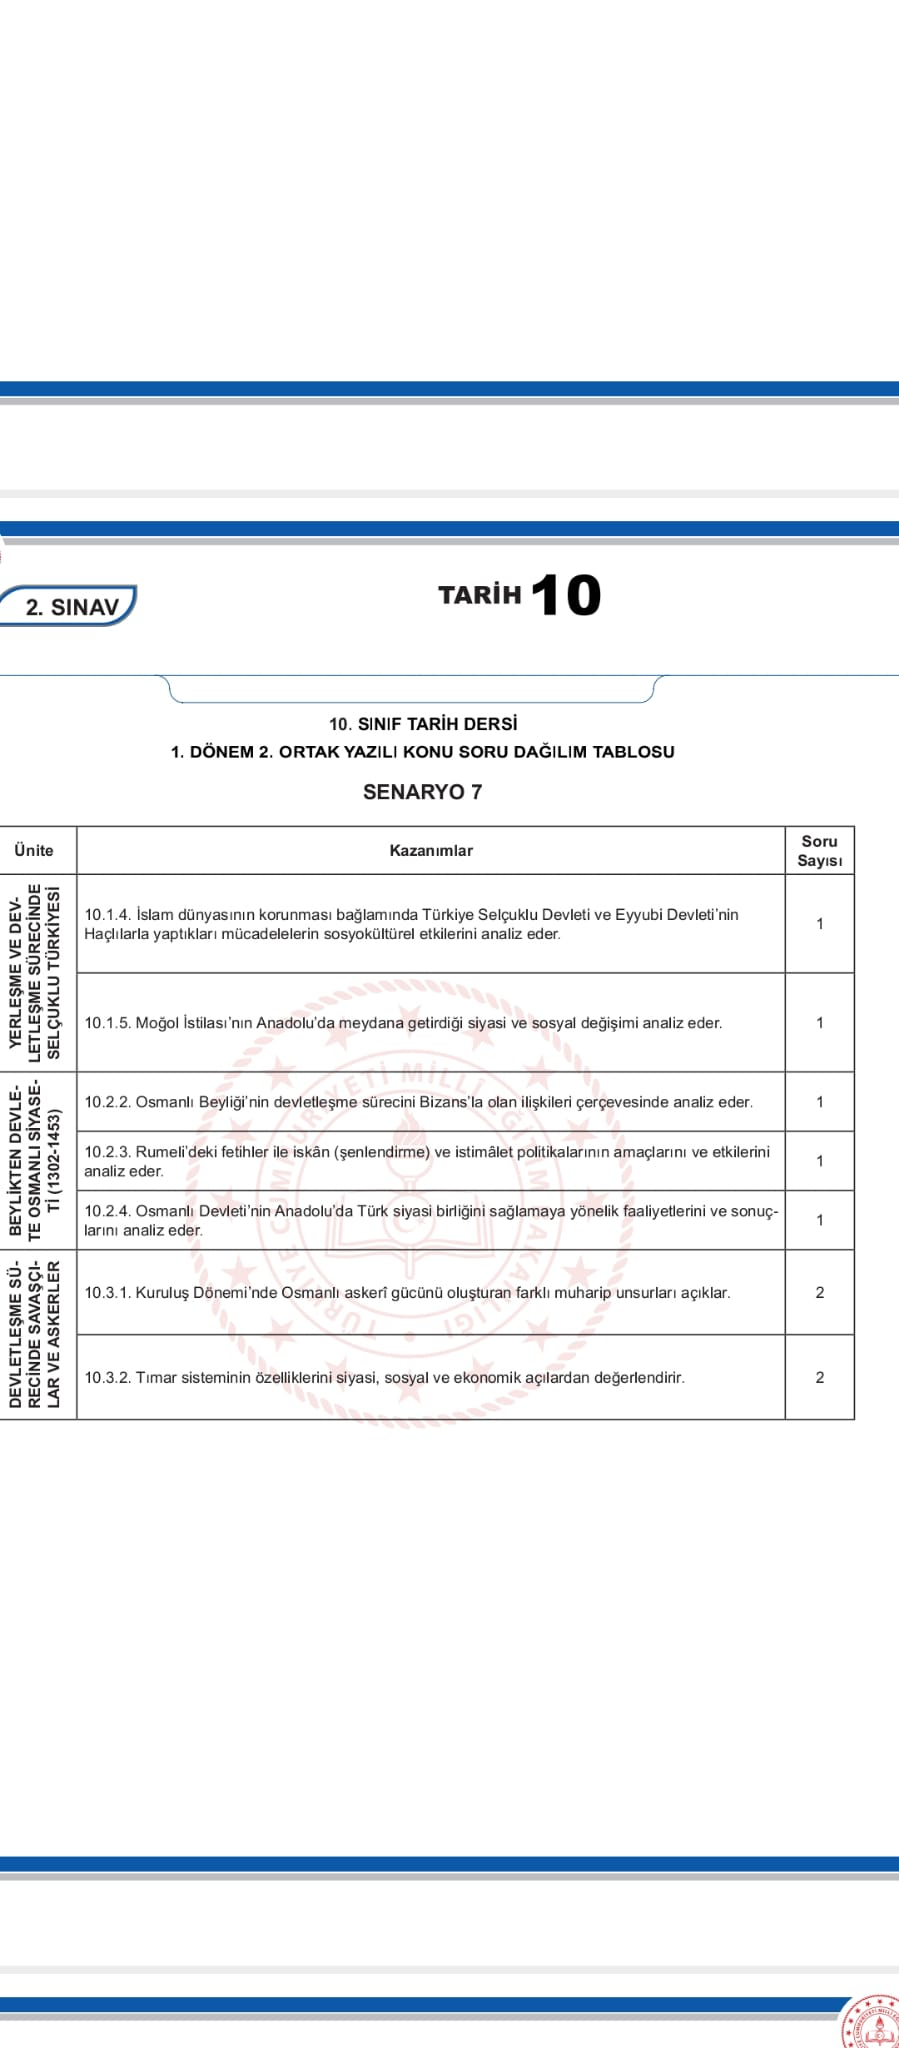 2. SINAV
TARİH 10
10. SINIF TARİH DERSİ
1. DÖNEM 2. ORTAK YAZILI KONU SORU DAĞILIM TABLOSU
SENARYO 7
Ünite
Kazanımlar
Soru
Sayısı
YERLEŞME VE DEV-
LETLEŞME SÜRECİNDE
SELÇUKLU TÜRKİYESİ
10.1.4. İslam dünyasının korunması bağlamında Türkiye Selçuklu Devleti ve Eyyubi Devleti’nin
Haçlılarla yaptıkları mücadelelerin sosyokültürel etkilerini analiz eder.
1
10.1.5. Moğol İstilası’nın Anadolu’da meydana getirdiği siyasi ve sosyal değişimi analiz eder.
1
BEYLİKTEN DEVLE-
TE OSMANLI SİYASE-
Tİ (1302-1453)
10.2.2. Osmanlı Beyliği’nin devletleşme sürecini Bizans’la olan ilişkileri çerçevesinde analiz eder.
1
10.2.3. Rumeli’deki fetihler ile iskân (şenlendirme) ve istimâlet politikalarının amaçlarını ve etkilerini
analiz eder.
1
10.2.4. Osmanlı Devleti’nin Anadolu’da Türk siyasi birliğini sağlamaya yönelik faaliyetlerini ve sonuç-
larını analiz eder.
1
DEVLETLEŞME SÜ-
RECİNDE SAVAŞÇI-
LAR VE ASKERLER
10.3.1. Kuruluş Dönemi’nde Osmanlı askerî gücünü oluşturan farklı muharip unsurları açıklar.
2
10.3.2. Tımar sisteminin özelliklerini siyasi, sosyal ve ekonomik açılardan değerlendirir.
2
TÜRKİYE CUMHURİYETİ MİLLÎ EĞİTİM BAKANLIĞI